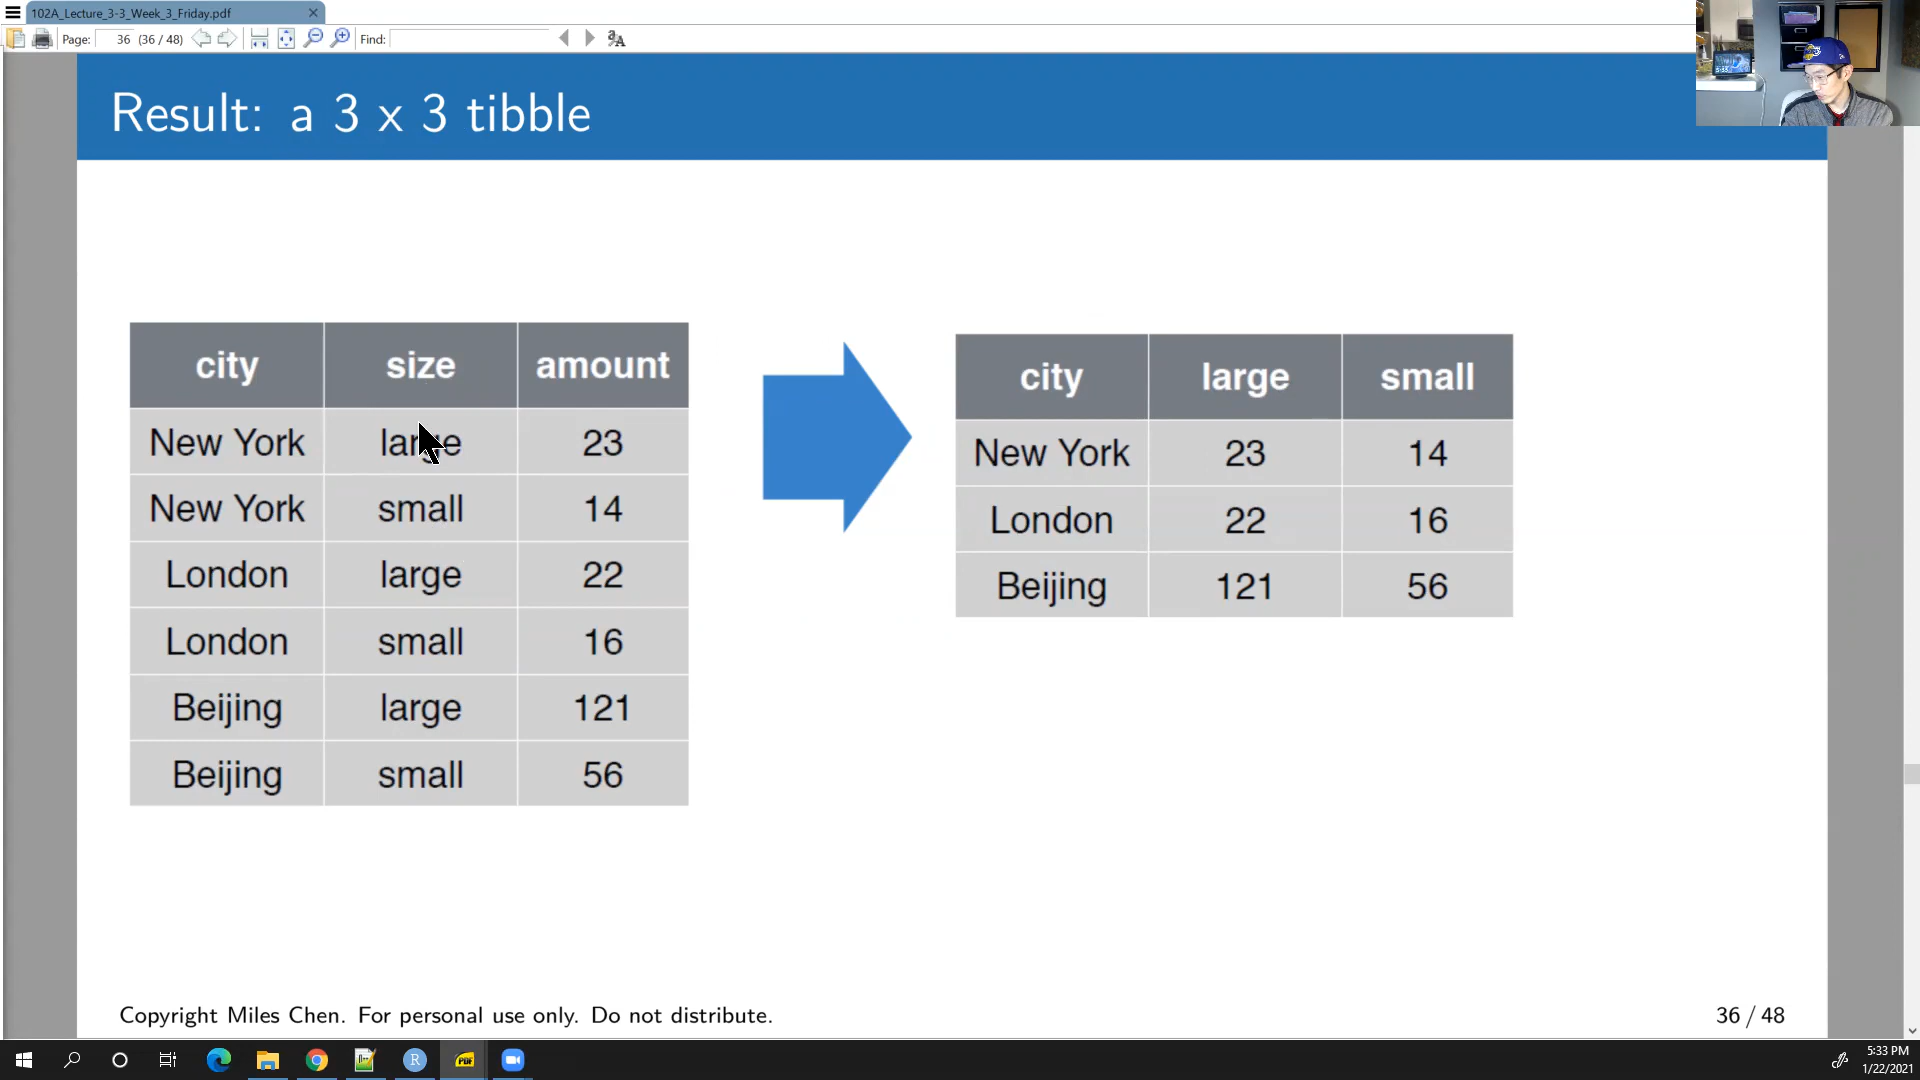 102A_Lecture_3-3_Week_3_Friday.pdf
Page: 36 (36 / 48) Find:
Result: a 3 x 3 tibble
city size amount
New York large 23
New York small 14
London large 22
London small 16
Beijing large 121
Beijing small 56
city large small
New York 23 14
London 22 16
Beijing 121 56
Copyright Miles Chen. For personal use only. Do not distribute.
36 / 48
5:33 PM
1/22/2021